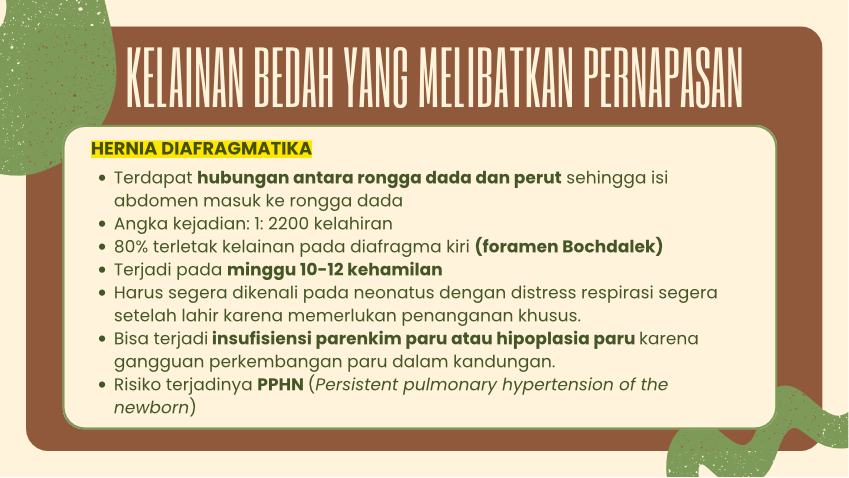 KELAINAN BEDAH YANG MELIBATKAN PERNAPASAN
HERNIA DIAFRAGMATIKA
• Terdapat hubungan antara rongga dada dan perut sehingga isi
abdomen masuk ke rongga dada
• Angka kejadian: 1: 2200 kelahiran
• 80% terletak kelainan pada diafragma kiri (foramen Bochdalek)
• Terjadi pada minggu 10-12 kehamilan
• Harus segera dikenali pada neonatus dengan distress respirasi segera
setelah lahir karena memerlukan penanganan khusus.
• Bisa terjadi insufisiensi parenkim paru atau hipoplasia paru karena
gangguan perkembangan paru dalam kandungan.
• Risiko terjadinya PPHN (Persistent pulmonary hypertension of the
newborn)